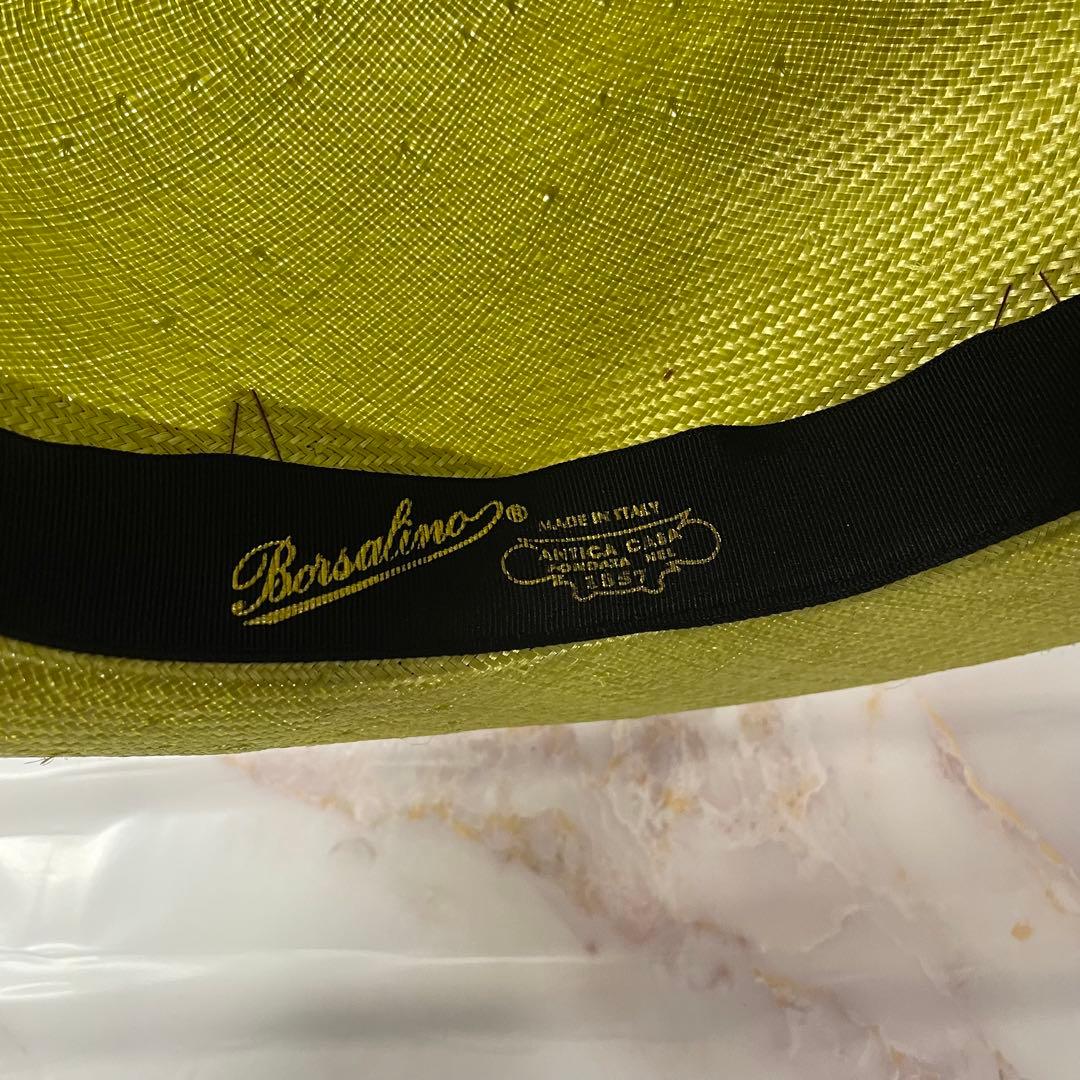 Borsalino®
MADE IN ITALY
ANTICA CASA
FONDATA NEL
1857